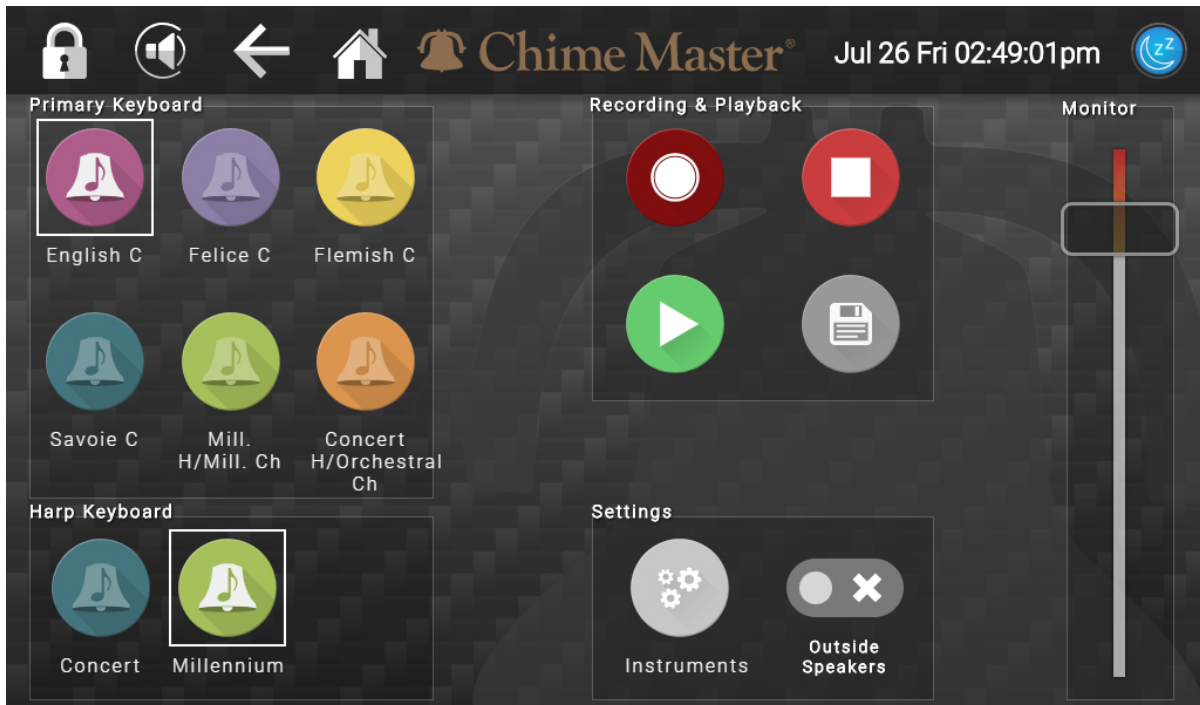 Chime Master®
Jul 26 Fri 02:49:01pm
zZ
Primary Keyboard
English C
Felice C
Flemish C
Savoie C
Mill.
H/Mill. Ch
Concert
H/Orchestral
Ch
Harp Keyboard
Concert
Millennium
Recording & Playback
Settings
Instruments
Outside
Speakers
Monitor